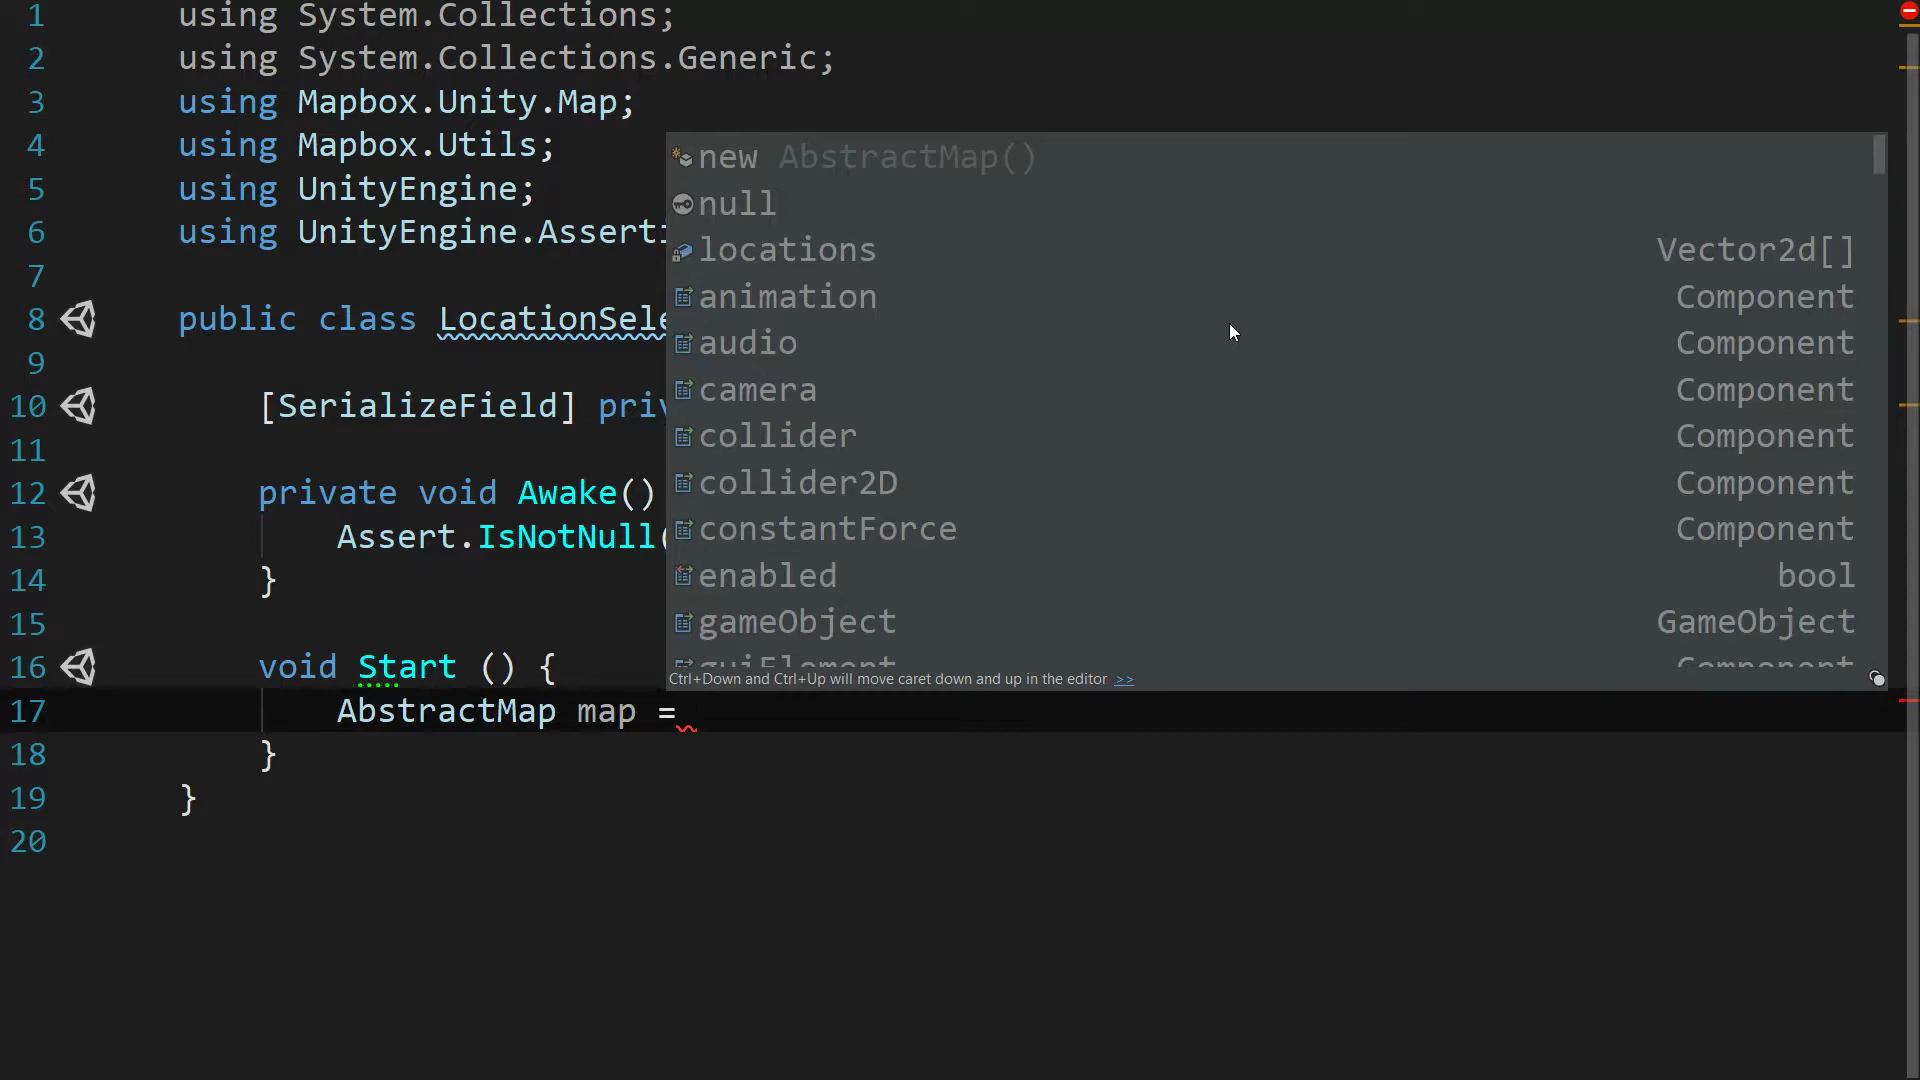 1 using System.Collections;
2 using System.Collections.Generic;
3 using Mapbox.Unity.Map;
4 using Mapbox.Utils;
5 using UnityEngine;
6 using UnityEngine.Asserti
7
8 public class LocationSele
9
10 [SerializeField] priv
11
12 private void Awake()
13 Assert.IsNotNull(
14 }
15
16 void Start () {
17 AbstractMap map =
18 }
19 }
20
new AbstractMap()
null
locations Vector2d[]
animation Component
audio Component
camera Component
collider Component
collider2D Component
constantForce Component
enabled bool
gameObject GameObject
guiElement Component
Ctrl+Down and Ctrl+Up will move caret down and up in the editor >>